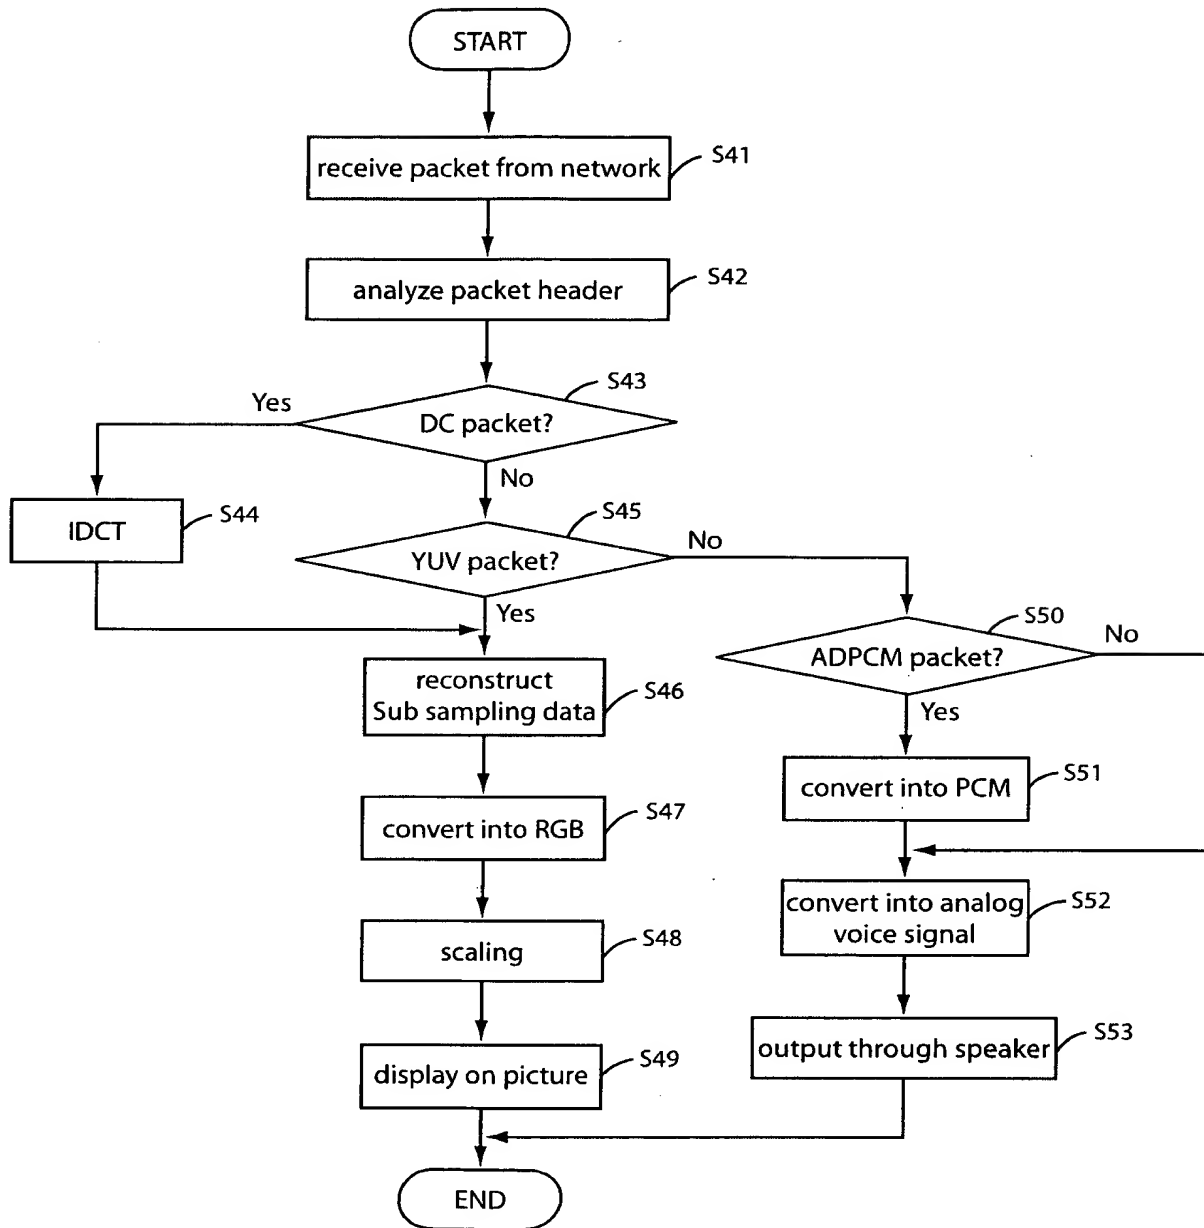 START
receive packet from network
S41
analyze packet header
S42
S43
Yes
DC packet?
No
IDCT
S44
S45
YUV packet?
No
Yes
S50
ADPCM packet?
No
Yes
reconstruct
Sub sampling data
S46
convert into PCM
S51
convert into RGB
S47
convert into analog
voice signal
S52
scaling
S48
output through speaker
S53
display on picture
S49
END